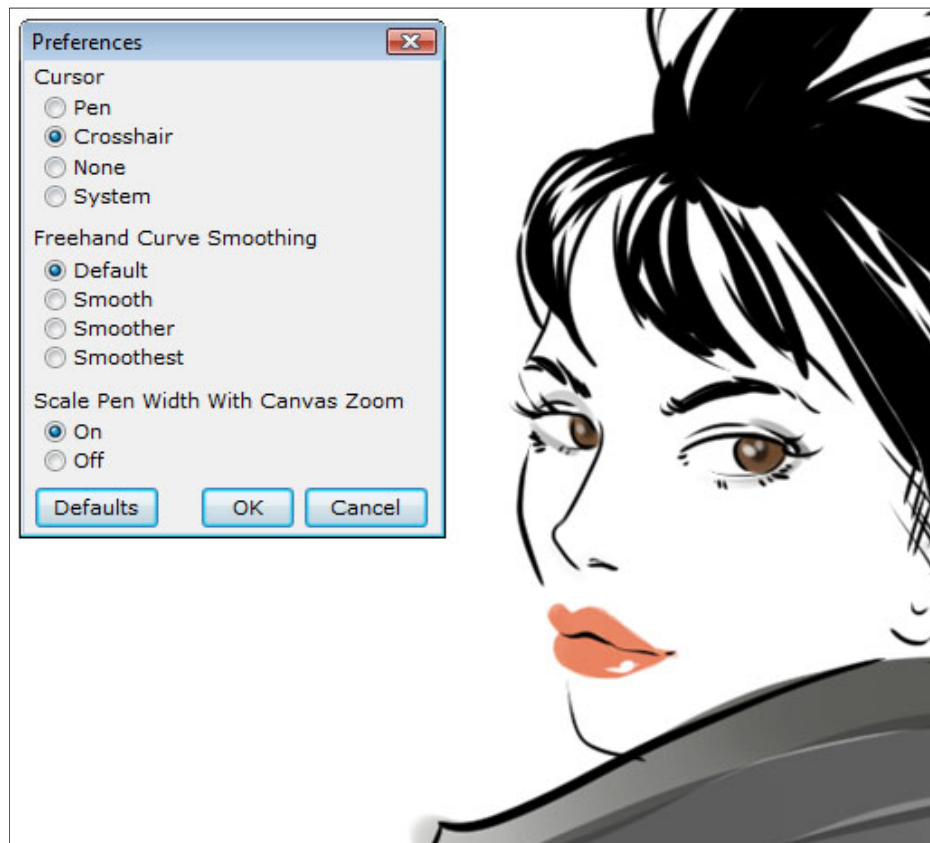 Preferences
Cursor
Pen
Crosshair
None
System
Freehand Curve Smoothing
Default
Smooth
Smoother
Smoothest
Scale Pen Width With Canvas Zoom
On
Off
Defaults OK Cancel